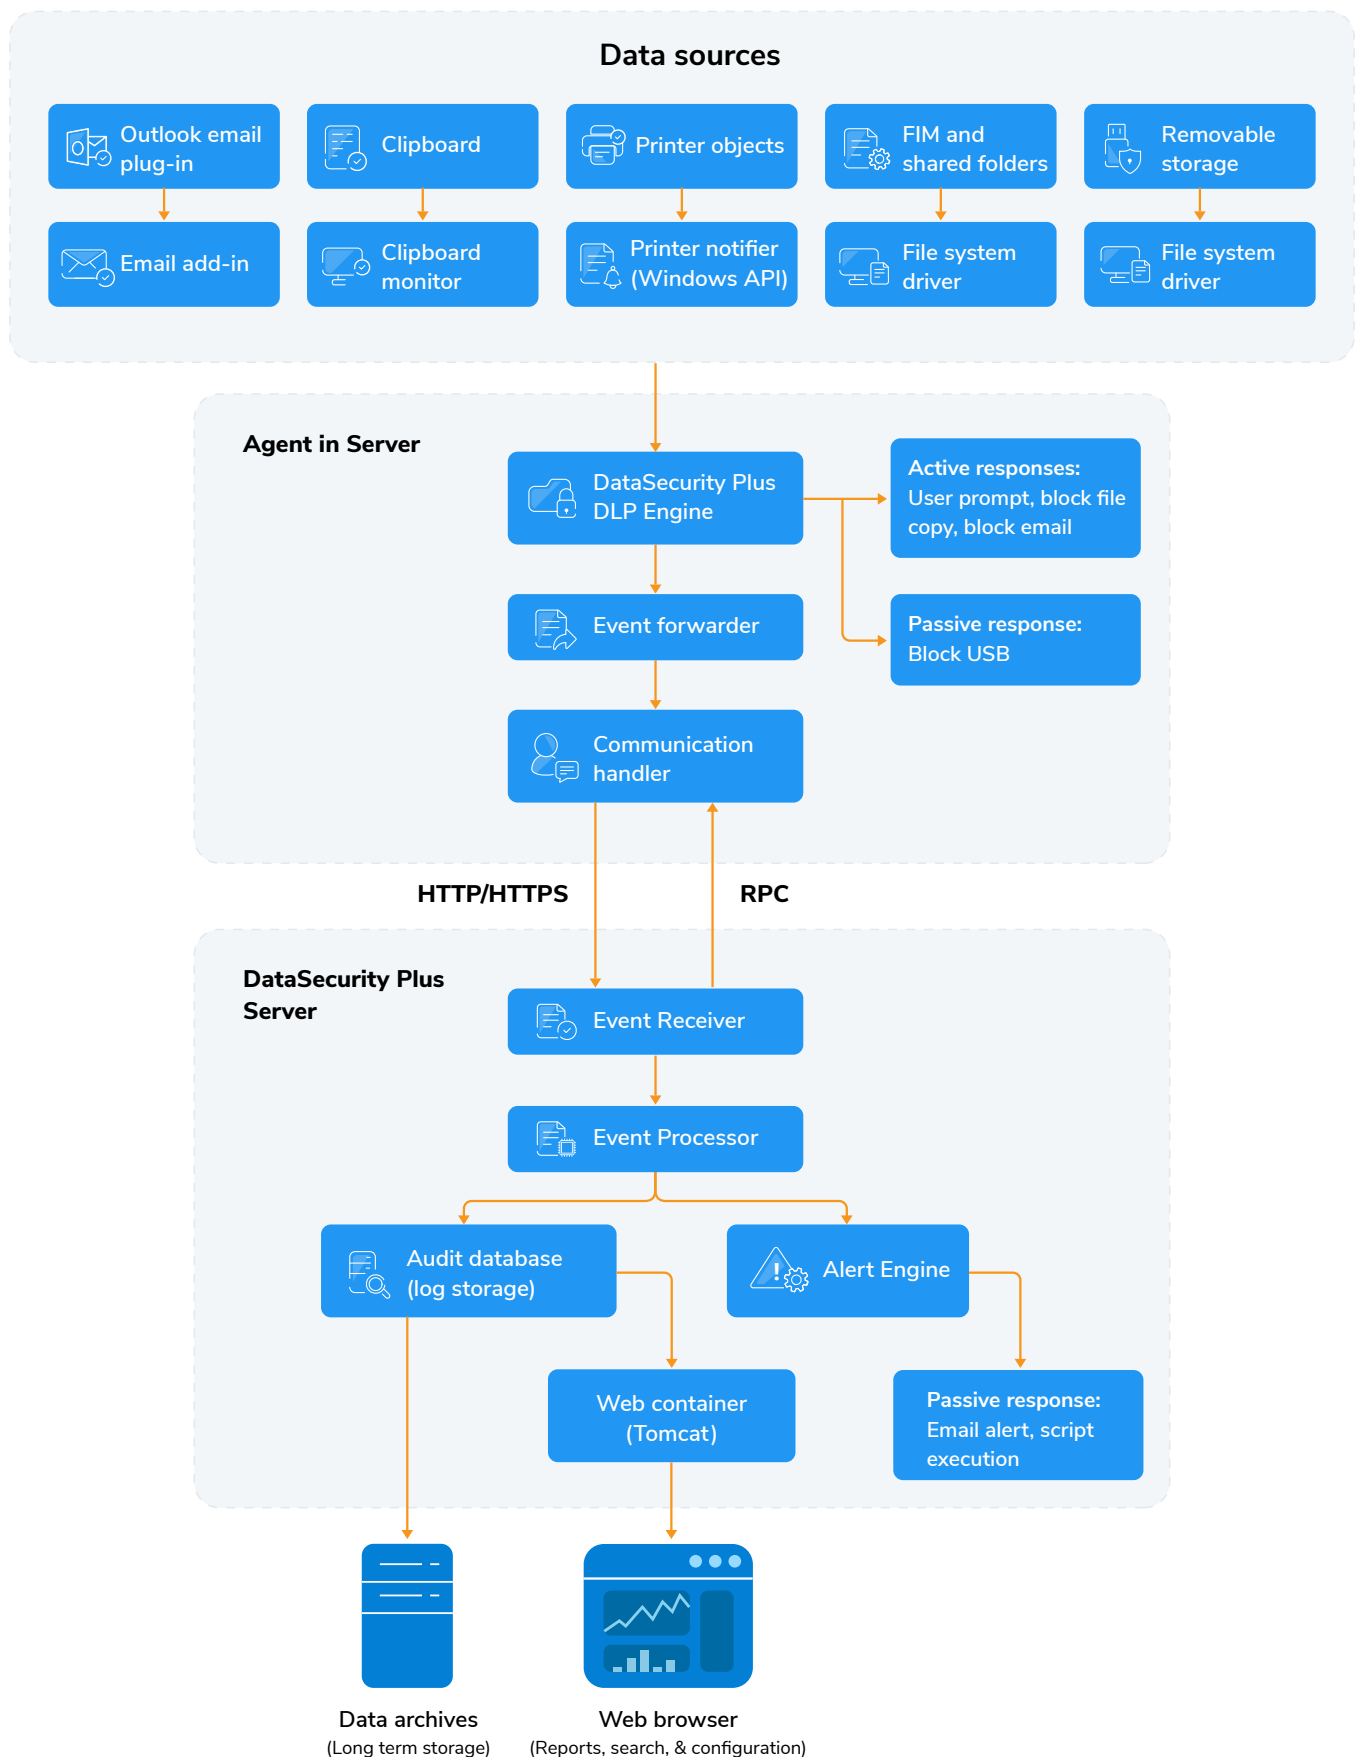 Data sources
Outlook email
plug-in
Clipboard
Printer objects
FIM and
shared folders
Removable
storage
Email add-in
Clipboard
monitor
Printer notifier
(Windows API)
File system
driver
File system
driver
Agent in Server
DataSecurity Plus
DLP Engine
Active responses:
User prompt, block file
copy, block email
Event forwarder
Passive response:
Block USB
Communication
handler
HTTP/HTTPS
RPC
DataSecurity Plus
Server
Event Receiver
Event Processor
Audit database
(log storage)
Alert Engine
Web container
(Tomcat)
Passive response:
Email alert, script
execution
Data archives
(Long term storage)
Web browser
(Reports, search, & configuration)